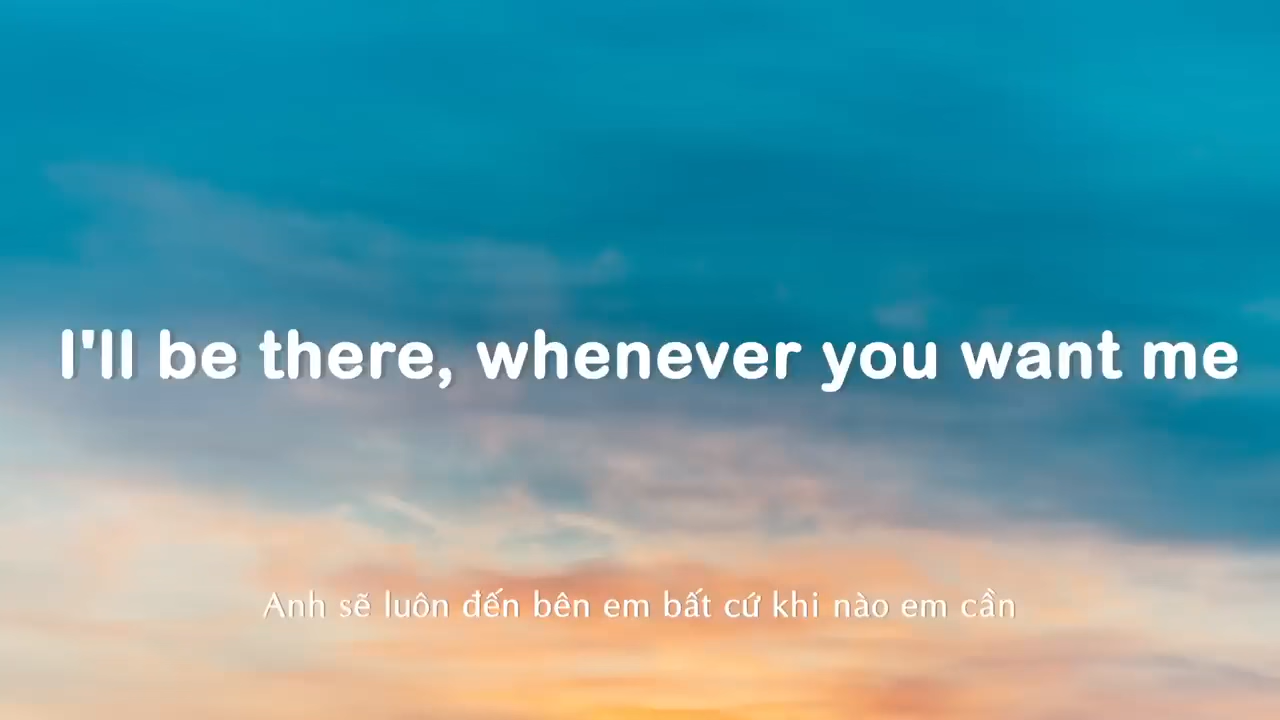 I'll be there, whenever you want me
Anh sẽ luôn đến bên em bất cứ khi nào em cần